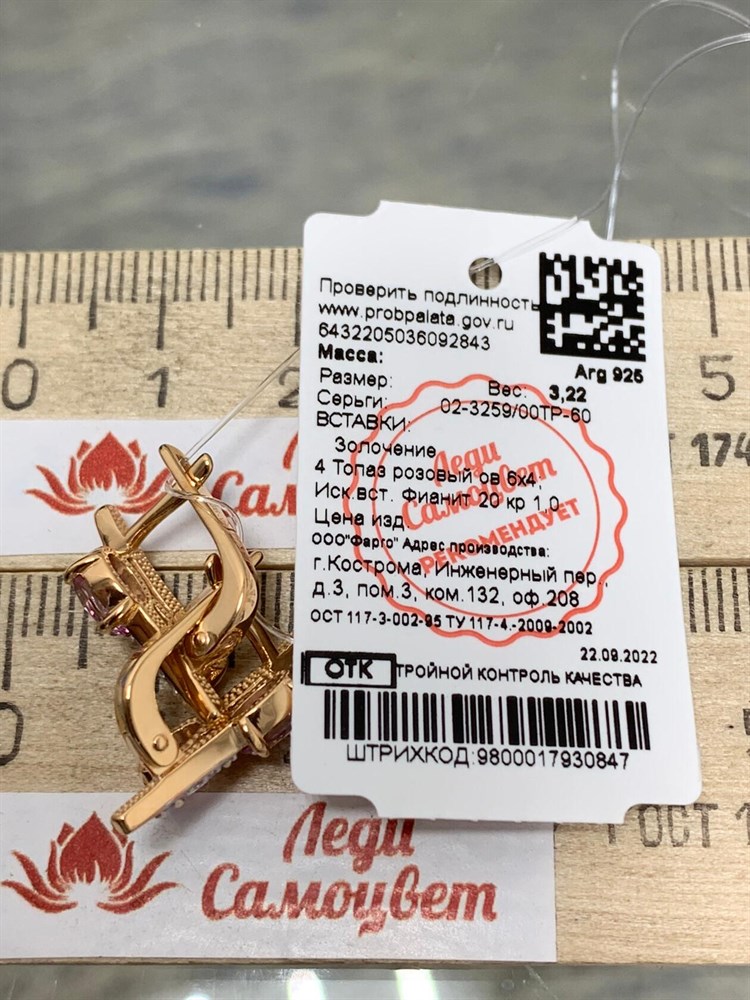 Проверить подлинность
www.probpalata.gov.ru
6432205036092843
Масса:
Arg 925
Размер:
Вес: 3,22
Серьги: 02-3259/00ТР-60
ВСТАВКИ:
Золочение
4 Топаз розовый ов 6х4,
Иск.вст. Фианит 20 кр 1,0
Цена изд.
ООО"Фарго" Адрес производства:
г.Кострома, Инженерный пер.,
д.3, пом.3, ком.132, оф.208
ОСТ 117-3-002-95 ТУ 117-4.-2009-2002
22.09.2022
ОТК ТРОЙНОЙ КОНТРОЛЬ КАЧЕСТВА
ШТРИХКОД:9800017930847
Леди
Самоцвет
РЕКОМЕНДУЕТ
0 1 2 5
174
Самоцвет
0
ГОСТ 1
Леди
Самоцвет